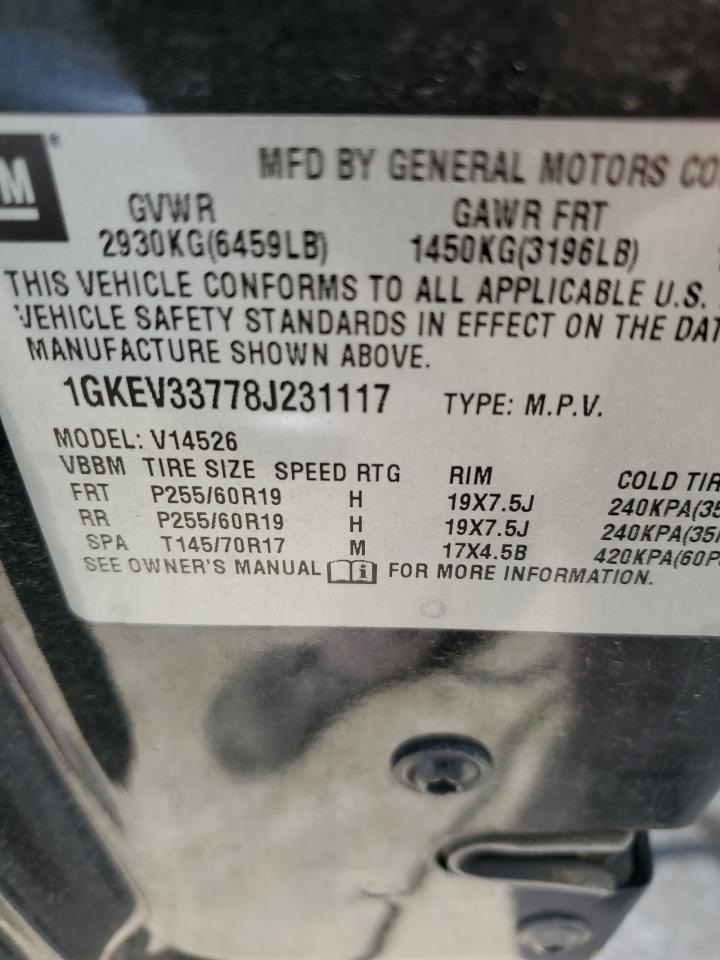 M®
MFD BY GENERAL MOTORS CO
GVWR GAWR FRT
2930KG(6459LB) 1450KG(3196LB)
THIS VEHICLE CONFORMS TO ALL APPLICABLE U.S.
VEHICLE SAFETY STANDARDS IN EFFECT ON THE DAT
MANUFACTURE SHOWN ABOVE.
1GKEV33778J231117 TYPE: M.P.V.
MODEL: V14526
VBBM TIRE SIZE SPEED RTG RIM COLD TIR
FRT P255/60R19 H 19X7.5J 240KPA(35
RR P255/60R19 H 19X7.5J 240KPA(35
SPA T145/70R17 M 17X4.5B 420KPA(60P
SEE OWNER'S MANUAL FOR MORE INFORMATION.